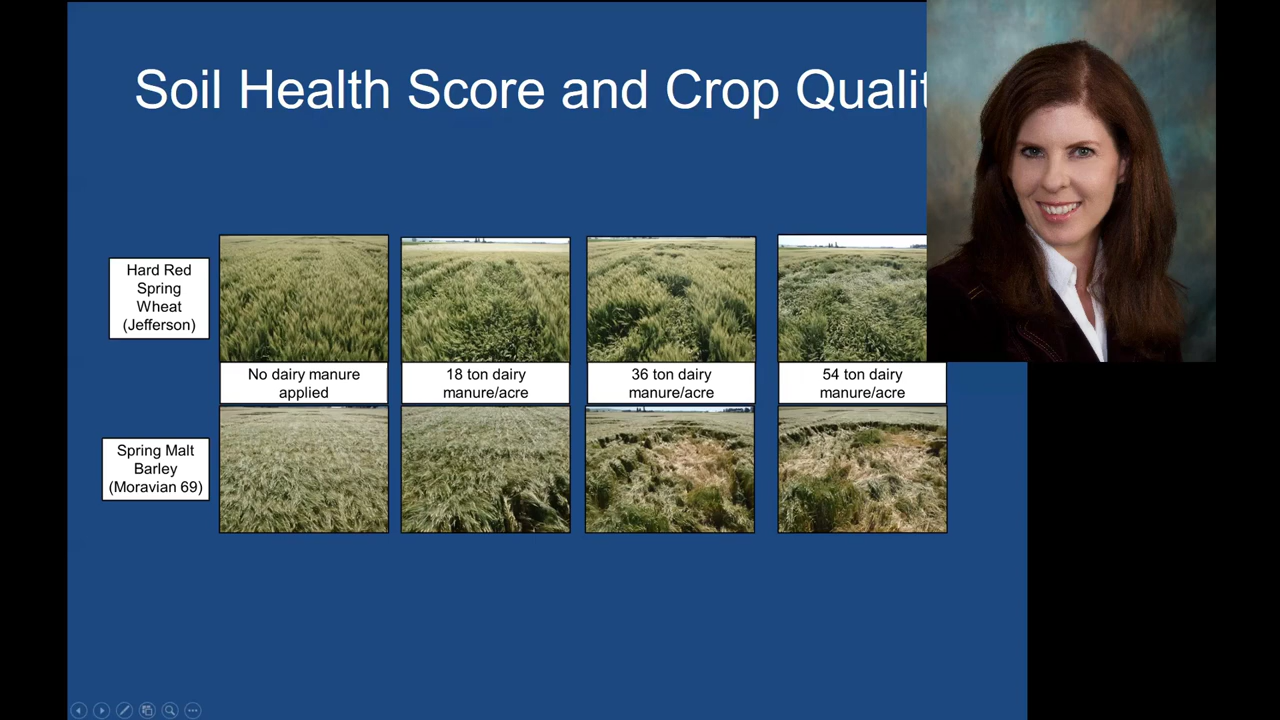 Soil Health Score and Crop Qualit
Hard Red
Spring
Wheat
(Jefferson)
No dairy manure
applied
18 ton dairy
manure/acre
36 ton dairy
manure/acre
54 ton dairy
manure/acre
Spring Malt
Barley
(Moravian 69)